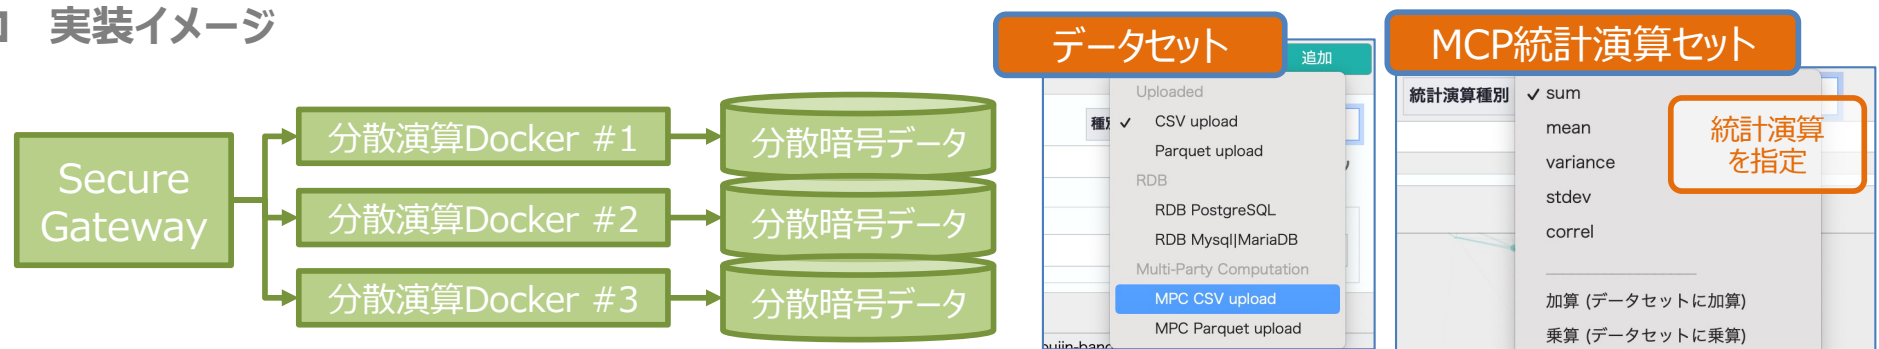 実装イメージ
Secure
Gateway
分散演算Docker #1
分散演算Docker #2
分散演算Docker #3
分散暗号データ
分散暗号データ
分散暗号データ
データセット
追加
Uploaded
種別
✓ CSV upload
Parquet upload
RDB
RDB PostgreSQL
RDB Mysql||MariaDB
Multi-Party Computation
MPC CSV upload
MPC Parquet upload
MCP統計演算セット
統計演算種別
✓ sum
mean
variance
stdev
correl
加算 (データセットに加算)
乗算 (データセットに乗算)
統計演算
を指定